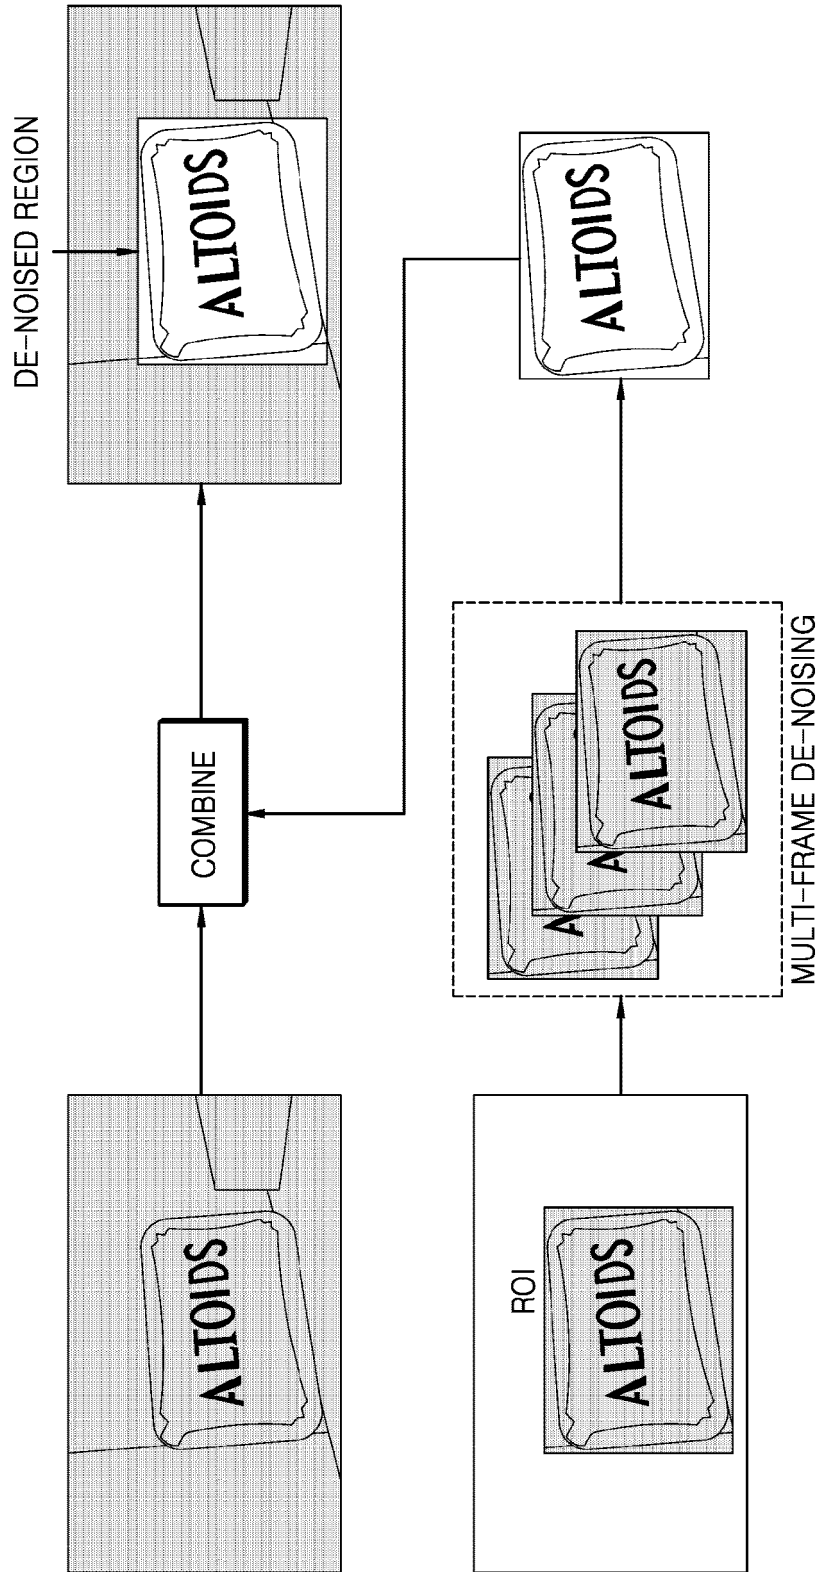 DE-NOISED REGION
ALTOIDS
COMBINE
ALTOIDS
ROI
ALTOIDS
A
A
ALTOIDS
ALTOIDS
MULTI-FRAME DE-NOISING